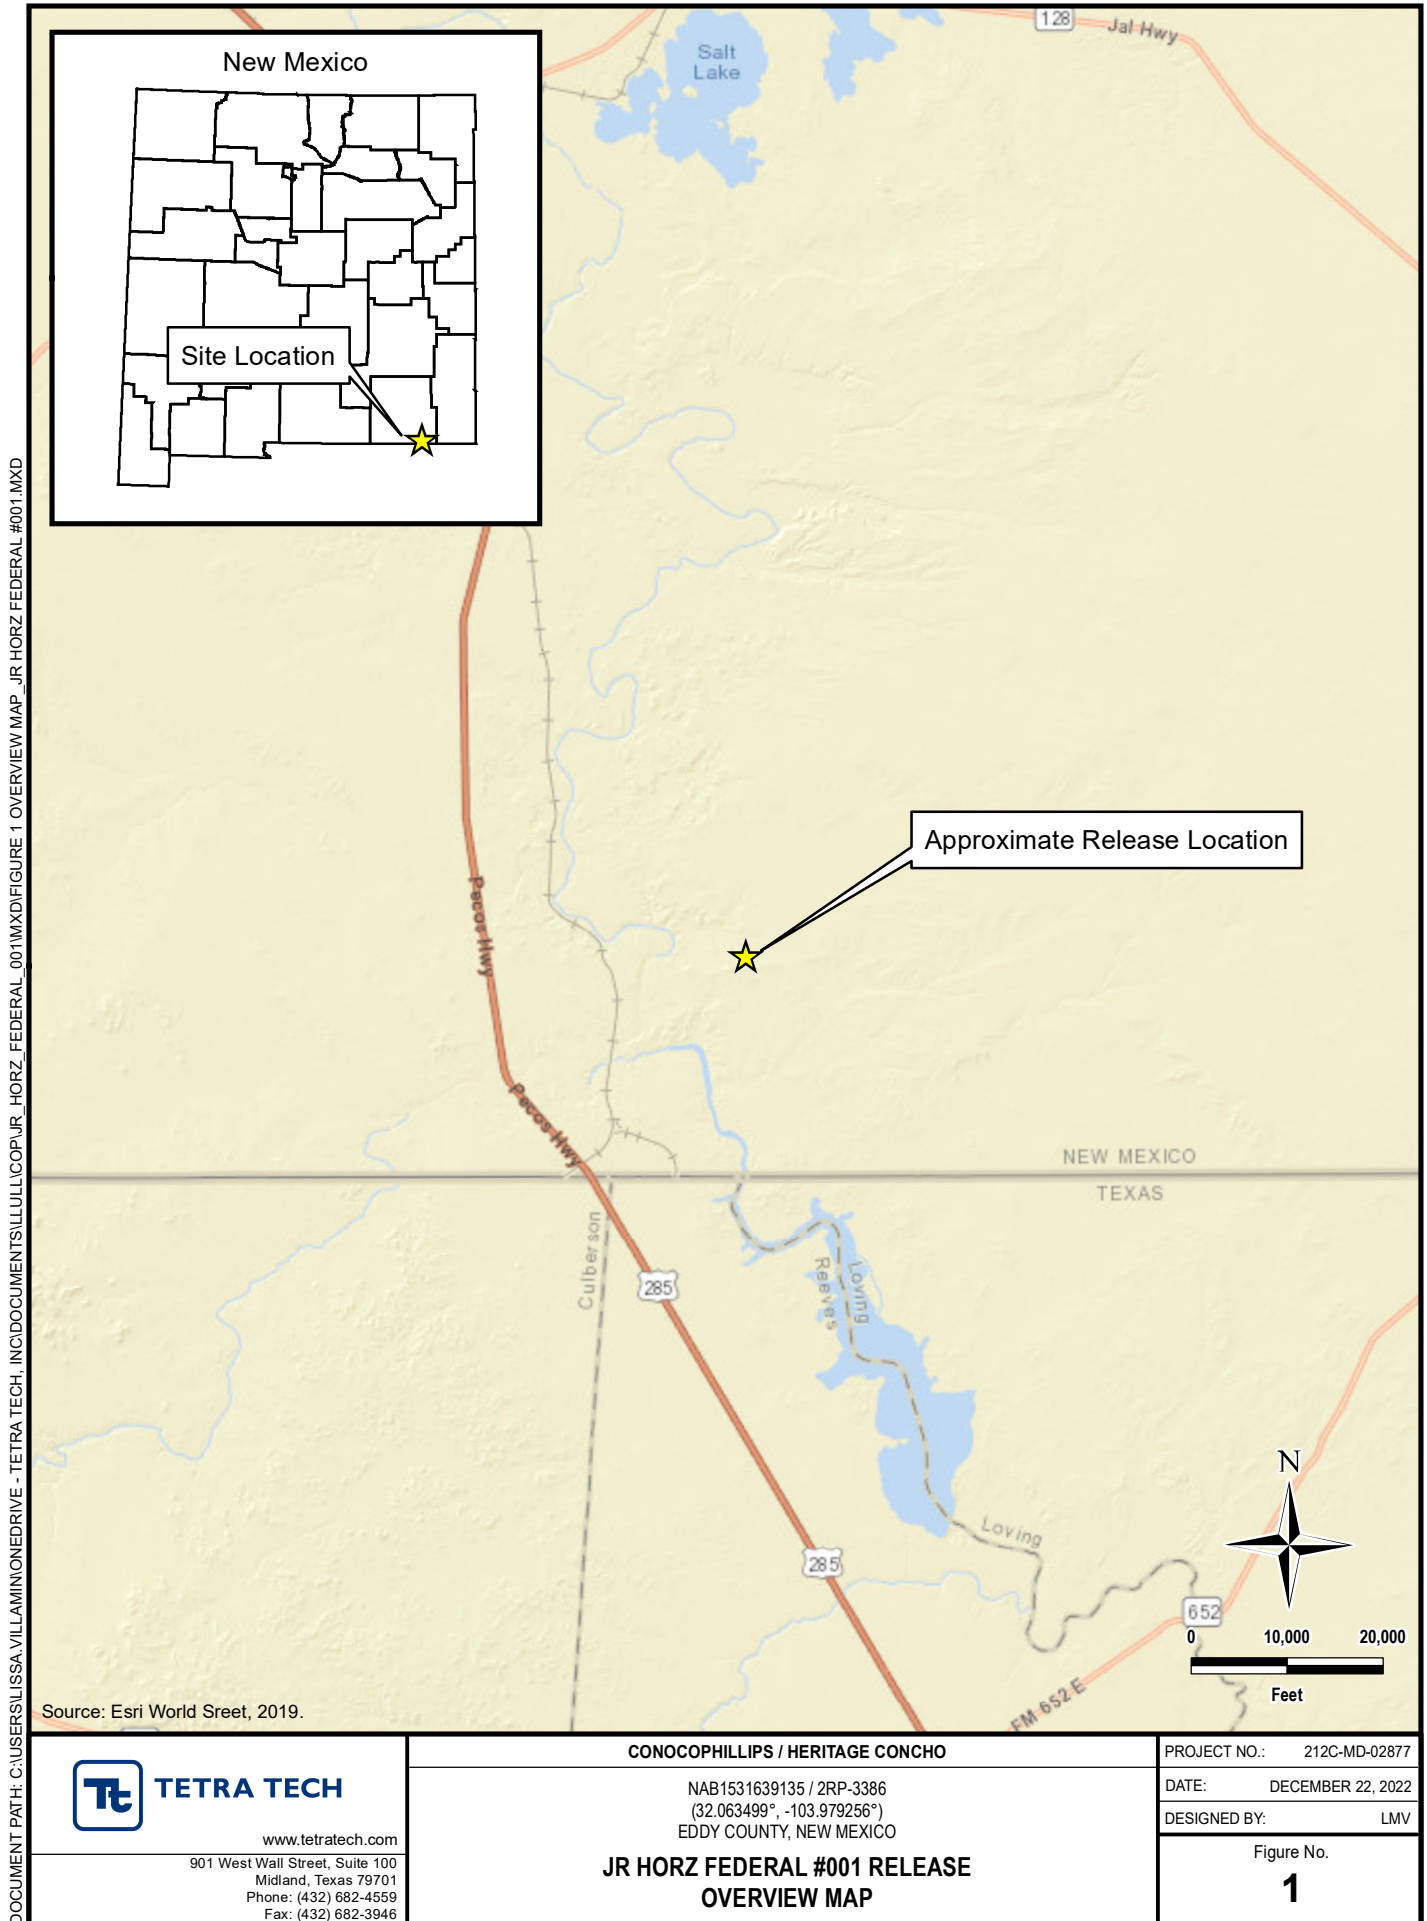 New Mexico
Site Location
Salt
Lake
128
Jal Hwy
Approximate Release Location
Pecos Hwy
Pecos Hwy
NEW MEXICO
TEXAS
Culberson
285
Reeves
Loving
Loving
285
N
652
0 10,000 20,000
Feet
FM 652 E
Source: Esri World Sreet, 2019.
DOCUMENT PATH: C:\USERS\LISSA.VILLAMIN\ONEDRIVE - TETRA TECH, INC\DOCUMENTS\LLULL\COP\JR_HORZ_FEDERAL_001\MXD\FIGURE 1 OVERVIEW MAP_JR HORZ FEDERAL #001.MXD
Tt TETRA TECH
www.tetratech.com
901 West Wall Street, Suite 100
Midland, Texas 79701
Phone: (432) 682-4559
Fax: (432) 682-3946
CONOCOPHILLIPS / HERITAGE CONCHO
NAB1531639135 / 2RP-3386
(32.063499°, -103.979256°)
EDDY COUNTY, NEW MEXICO
JR HORZ FEDERAL #001 RELEASE
OVERVIEW MAP
PROJECT NO.: 212C-MD-02877
DATE: DECEMBER 22, 2022
DESIGNED BY: LMV
Figure No.
1